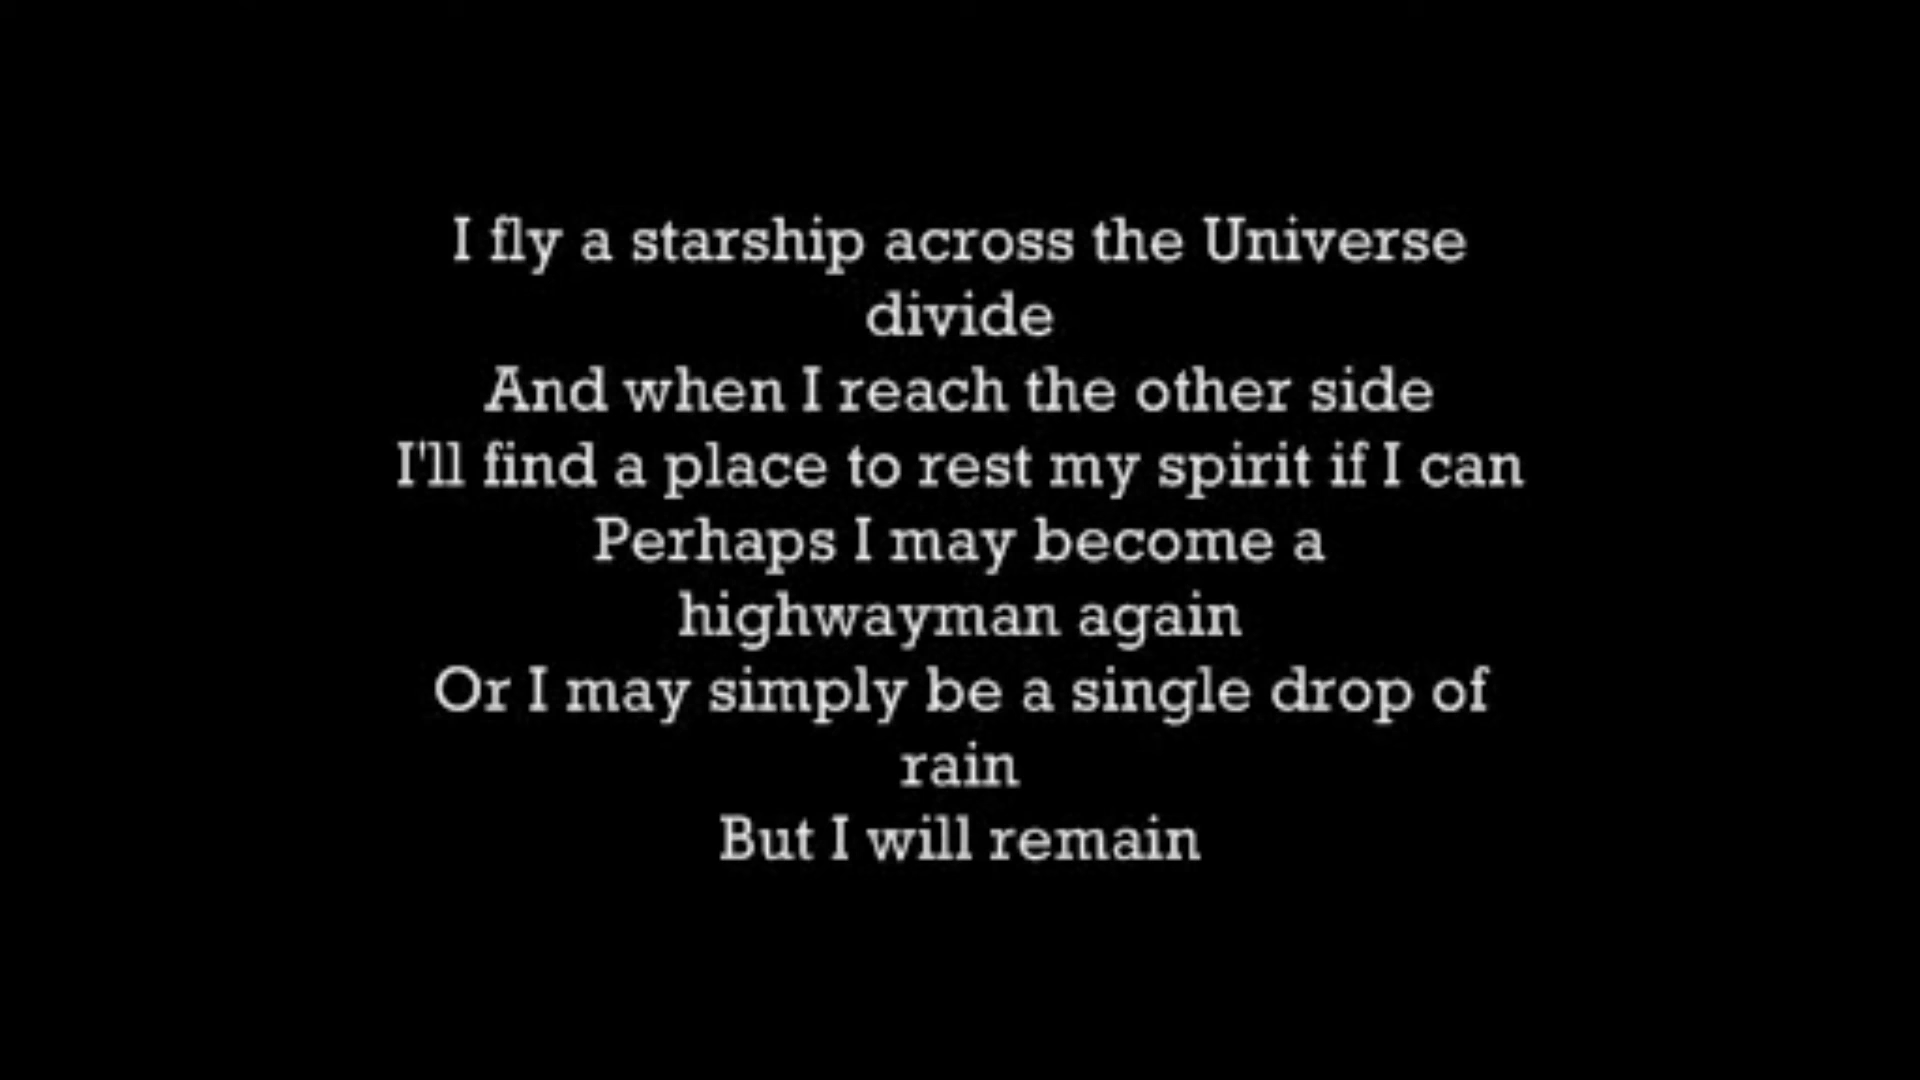 I fly a starship across the Universe
divide
And when I reach the other side
I'll find a place to rest my spirit if I can
Perhaps I may become a
highwayman again
Or I may simply be a single drop of
rain
But I will remain